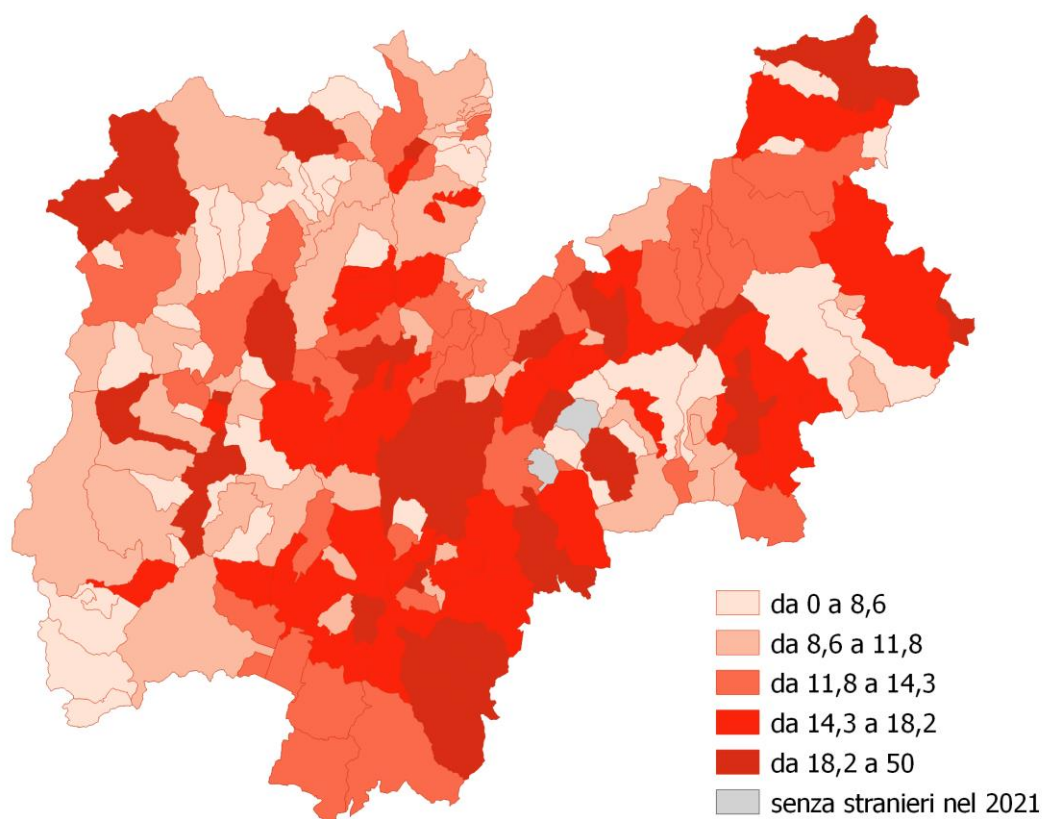 da 0 a 8,6
da 8,6 a 11,8
da 11,8 a 14,3
da 14,3 a 18,2
da 18,2 a 50
senza stranieri nel 2021